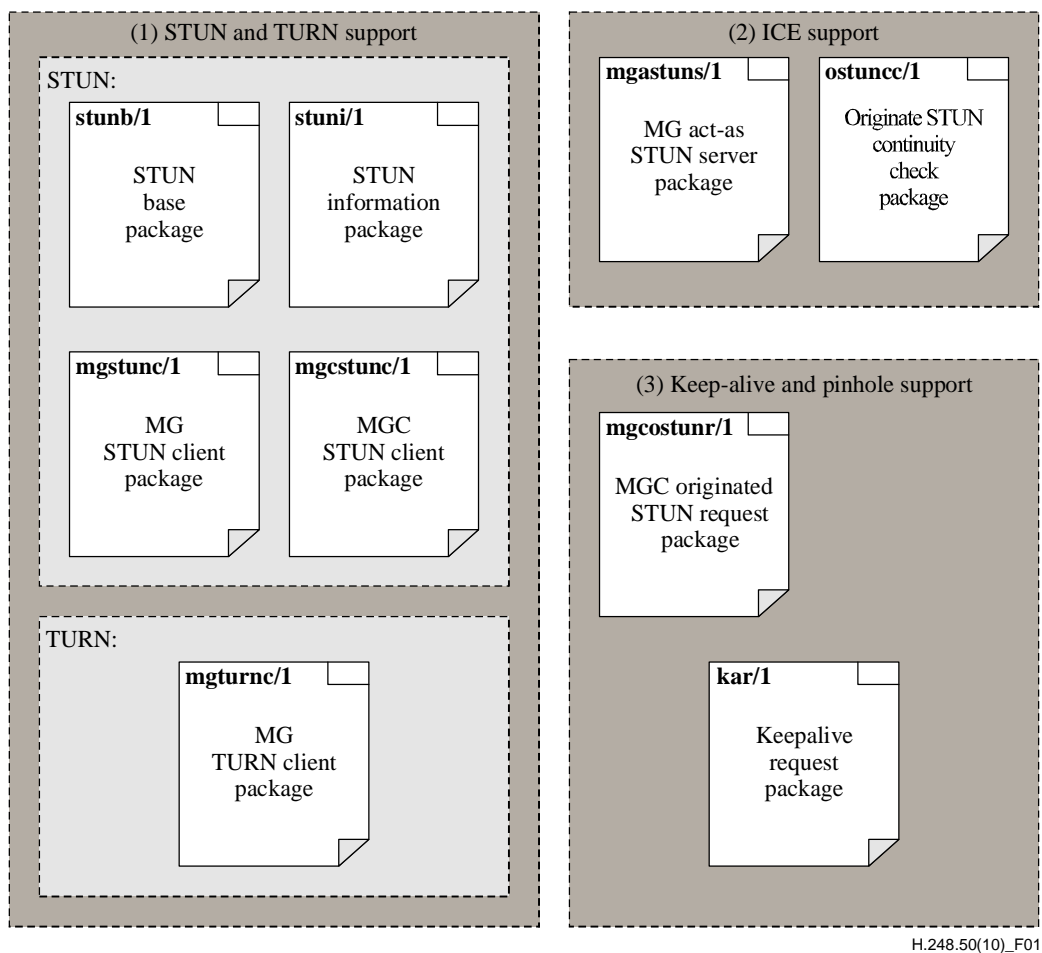 (1) STUN and TURN support
STUN:
stunb/1
STUN
base
package
stuni/1
STUN
information
package
mgstunc/1
MG
STUN client
package
mgcstunc/1
MGC
STUN client
package
TURN:
mgturnc/1
MG
TURN client
package
(2) ICE support
mgastuns/1
MG act-as
STUN server
package
ostuncc/1
Originate STUN
continuity
check
package
(3) Keep-alive and pinhole support
mgcostunr/1
MGC originated
STUN request
package
kar/1
Keepalive
request
package
H.248.50(10)_F01